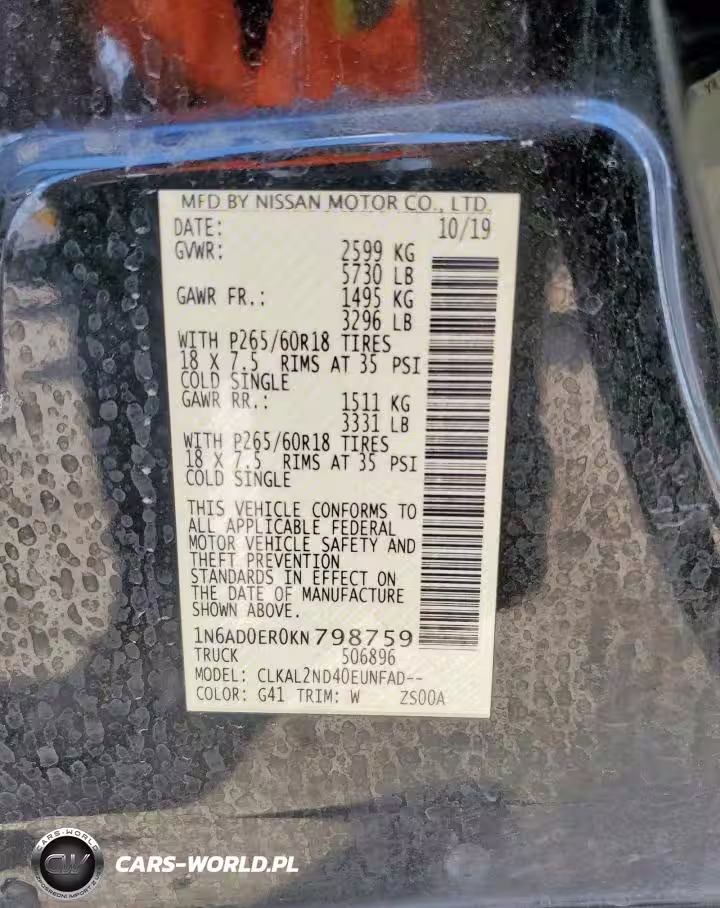 MFD BY NISSAN MOTOR CO., LTD.
DATE: 10/19
GVWR: 2599 KG
5730 LB
GAWR FR.: 1495 KG
3296 LB
WITH P265/60R18 TIRES
18 X 7.5 RIMS AT 35 PSI
COLD SINGLE
GAWR RR.: 1511 KG
3331 LB
WITH P265/60R18 TIRES
18 X 7.5 RIMS AT 35 PSI
COLD SINGLE
THIS VEHICLE CONFORMS TO
ALL APPLICABLE FEDERAL
MOTOR VEHICLE SAFETY AND
THEFT PREVENTION
STANDARDS IN EFFECT ON
THE DATE OF MANUFACTURE
SHOWN ABOVE.
1N6AD0ER0KN798759
TRUCK 506896
MODEL: CLKAL2ND40EUNFAD--
COLOR: G41 TRIM: W ZS00A
CARS-WORLD
CW
CARS-WORLD.PL